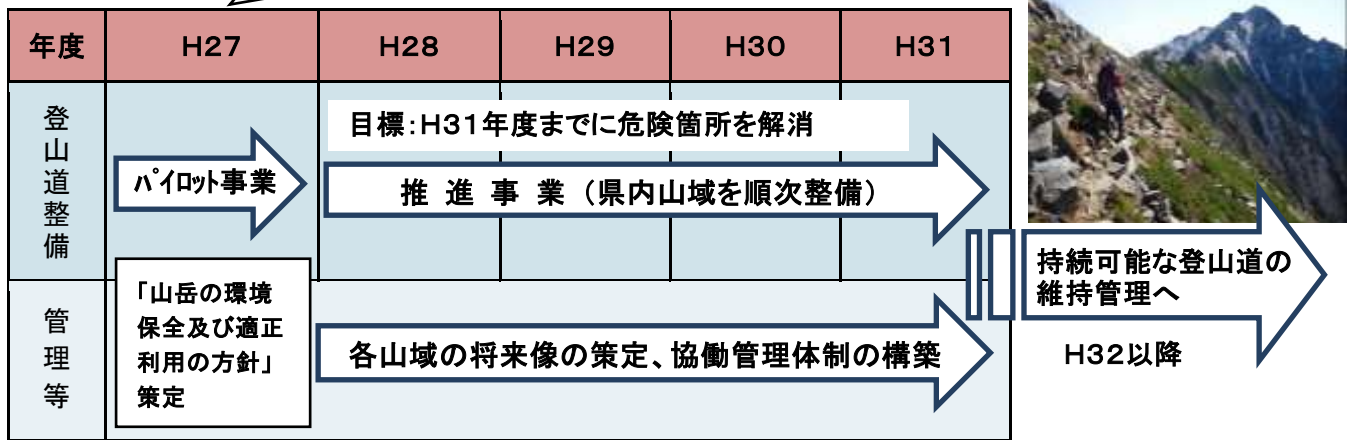 年度 H27 H28 H29 H30 H31
登山道整備
目標：H31年度までに危険箇所を解消
パイロット事業
推進事業（県内山域を順次整備）
持続可能な登山道の
維持管理へ
H32以降
管理等
「山岳の環境
保全及び適正
利用の方針」
策定
各山域の将来像の策定、協働管理体制の構築